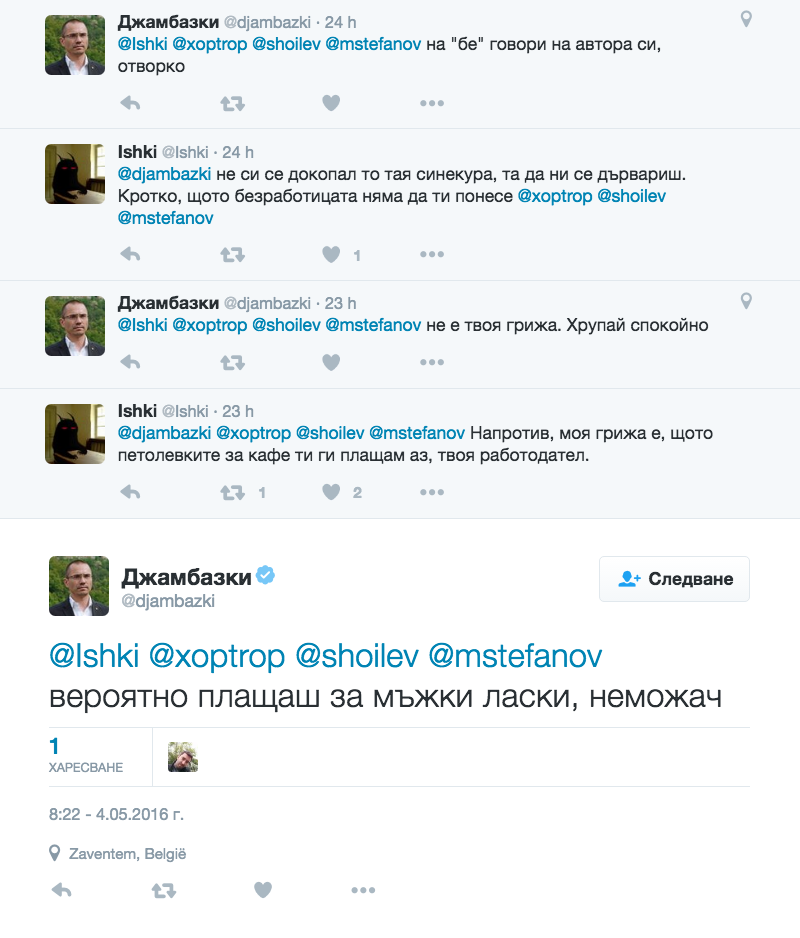 Джамбазки @djambazki · 24 h
@Ishki @xoptrop @shoilev @mstefanov на "бе" говори на автора си,
отворко
Ishki @Ishki · 24 h
@djambazki не си се докопал то тая синекура, та да ни се дървариш.
Кротко, щото безработицата няма да ти понесе @xoptrop @shoilev
@mstefanov
1
Джамбазки @djambazki · 23 h
@Ishki @xoptrop @shoilev @mstefanov не е твоя грижа. Хрупай спокойно
Ishki @Ishki · 23 h
@djambazki @xoptrop @shoilev @mstefanov Напротив, моя грижа е, щото
петолевките за кафе ти ги плащам аз, твоя работодател.
1 2
Джамбазки
@djambazki
Следване
@Ishki @xoptrop @shoilev @mstefanov
вероятно плащаш за мъжки ласки, неможач
1
ХАРЕСВАНЕ
8:22 - 4.05.2016 г.
Zaventem, België